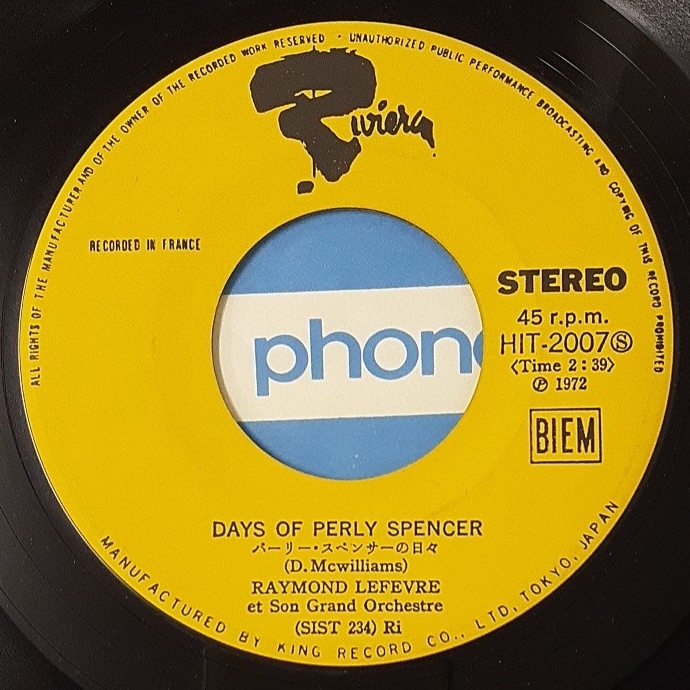 ALL RIGHTS OF THE MANUFACTURER AND OF THE OWNER OF THE RECORDED WORK RESERVED · UNAUTHORIZED PUBLIC PERFORMANCE BROADCASTING AND COPYING OF THIS RECORD PROHIBITED
Riviera
RECORDED IN FRANCE
STEREO
45 r.p.m.
HIT-2007Ⓢ
〈Time 2:39〉
Ⓟ 1972
BIEM
phon
DAYS OF PERLY SPENCER
パーリー・スペンサーの日々
(D. Mcwilliams)
RAYMOND LEFEVRE
et Son Grand Orchestre
(SIST 234) Ri
MANUFACTURED BY KING RECORD CO., LTD, TOKYO, JAPAN